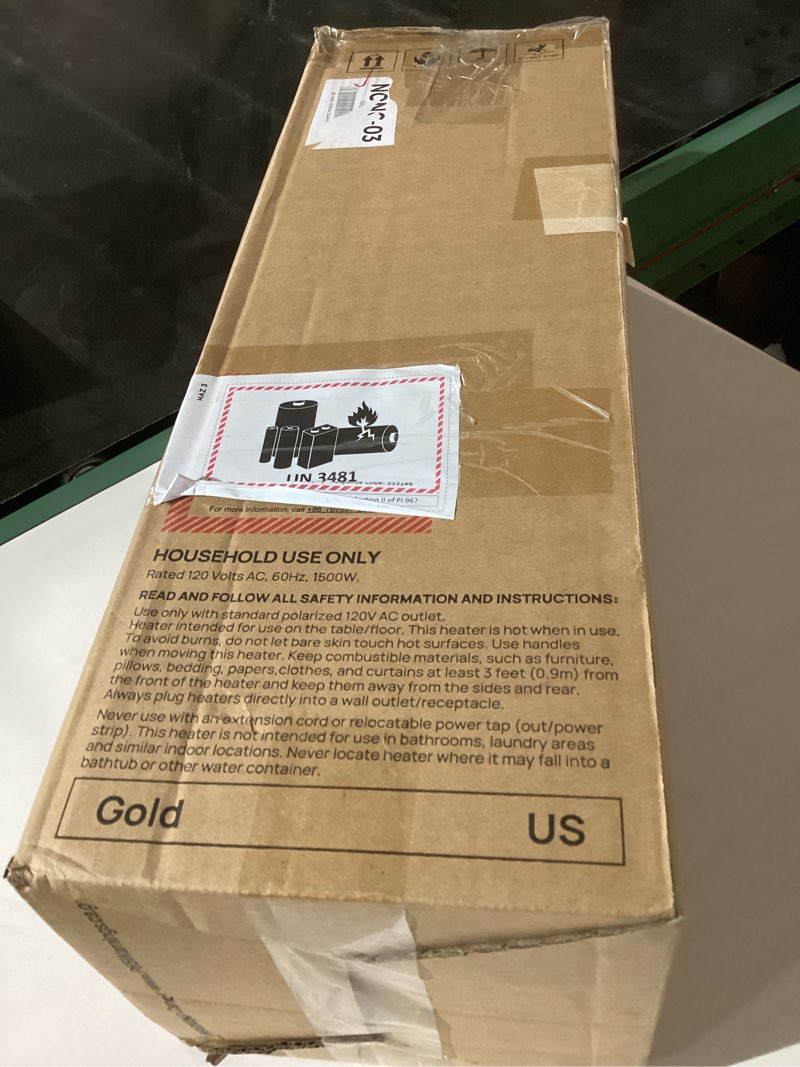 NCNC-03
HAZ 3
UN 3481
Section II of PI 967
For more information, call +86
HOUSEHOLD USE ONLY
Rated 120 Volts AC, 60Hz, 1500W.
READ AND FOLLOW ALL SAFETY INFORMATION AND INSTRUCTIONS:
Use only with standard polarized 120V AC outlet.
Heater intended for use on the table/floor. This heater is hot when in use.
To avoid burns, do not let bare skin touch hot surfaces. Use handles
when moving this heater. Keep combustible materials, such as furniture,
pillows, bedding, papers,clothes, and curtains at least 3 feet (0.9m) from
the front of the heater and keep them away from the sides and rear.
Always plug heaters directly into a wall outlet/receptacle.
Never use with an extension cord or relocatable power tap (out/power
strip). This heater is not intended for use in bathrooms, laundry areas
and similar indoor locations. Never locate heater where it may fall into a
bathtub or other water container.
Gold US